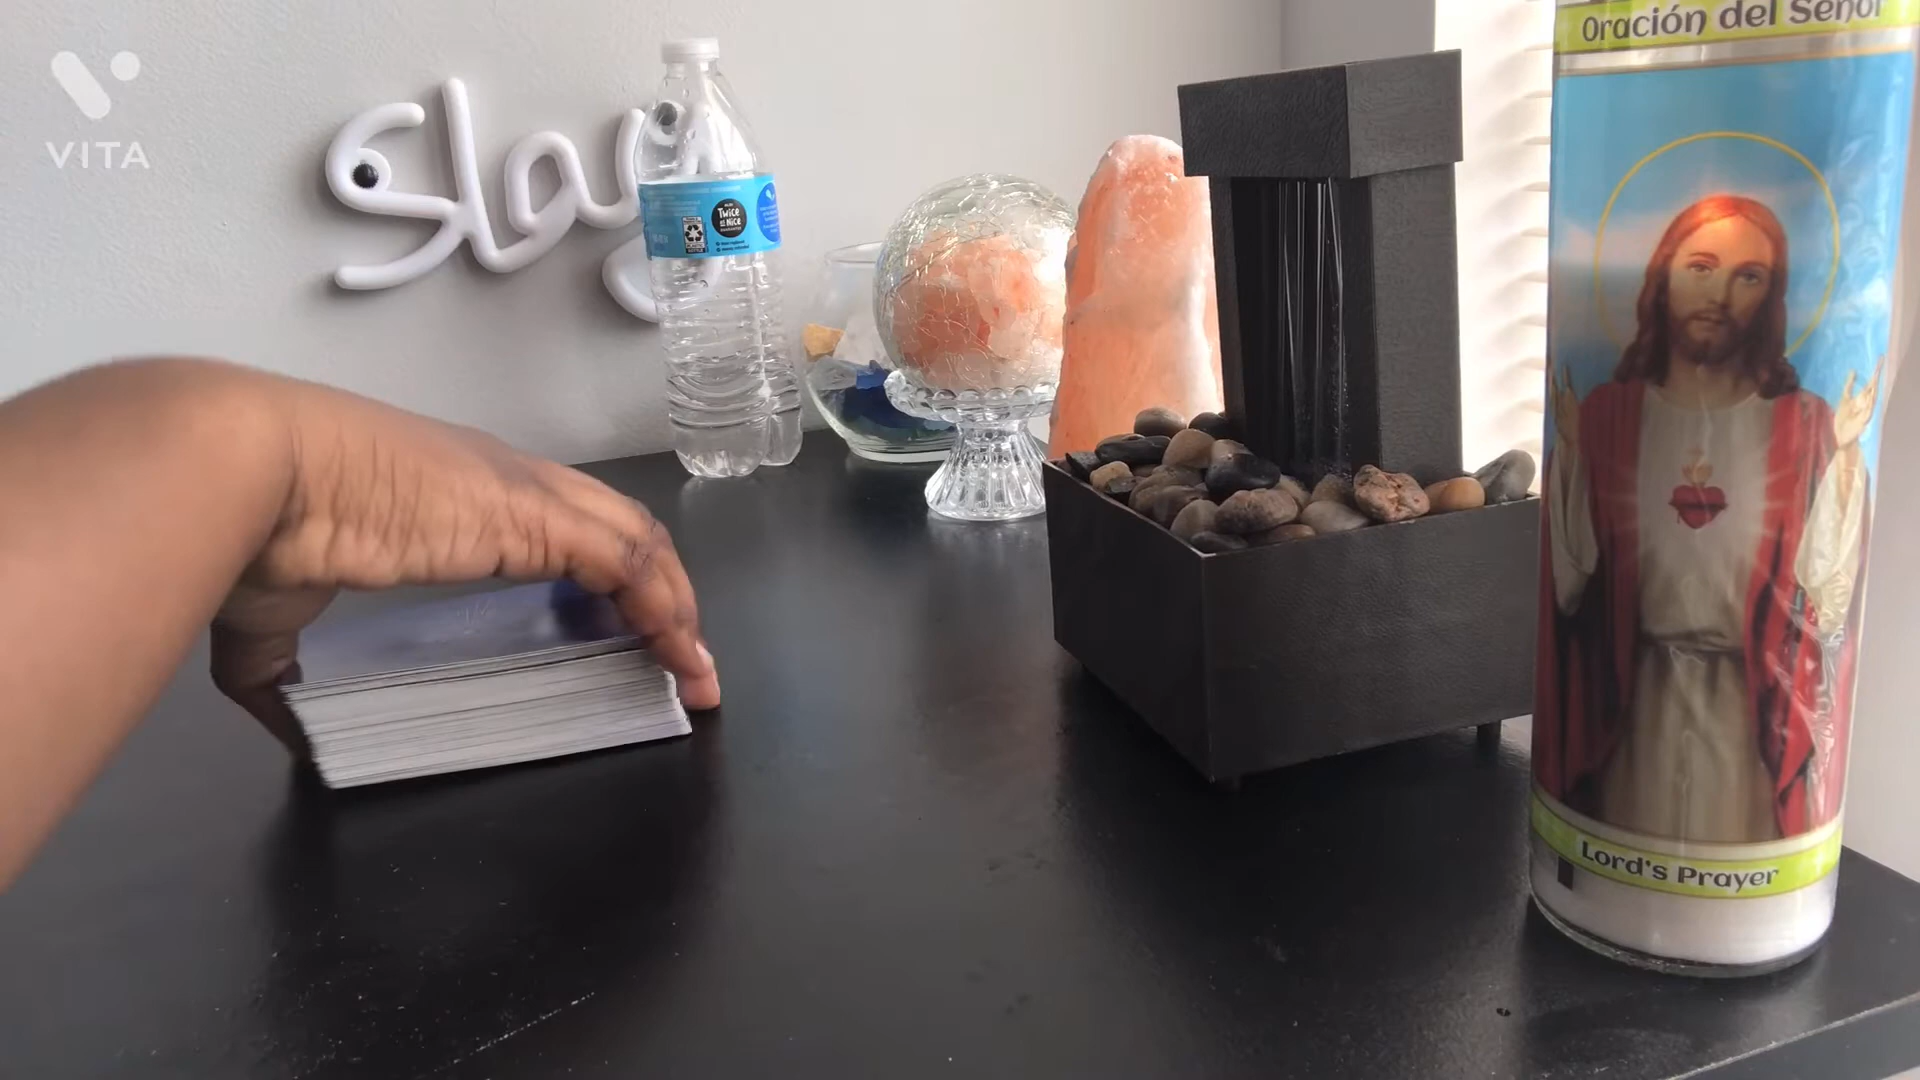 VITA
Slay
Twice
as Nice
Oración del Señor
Lord's Prayer